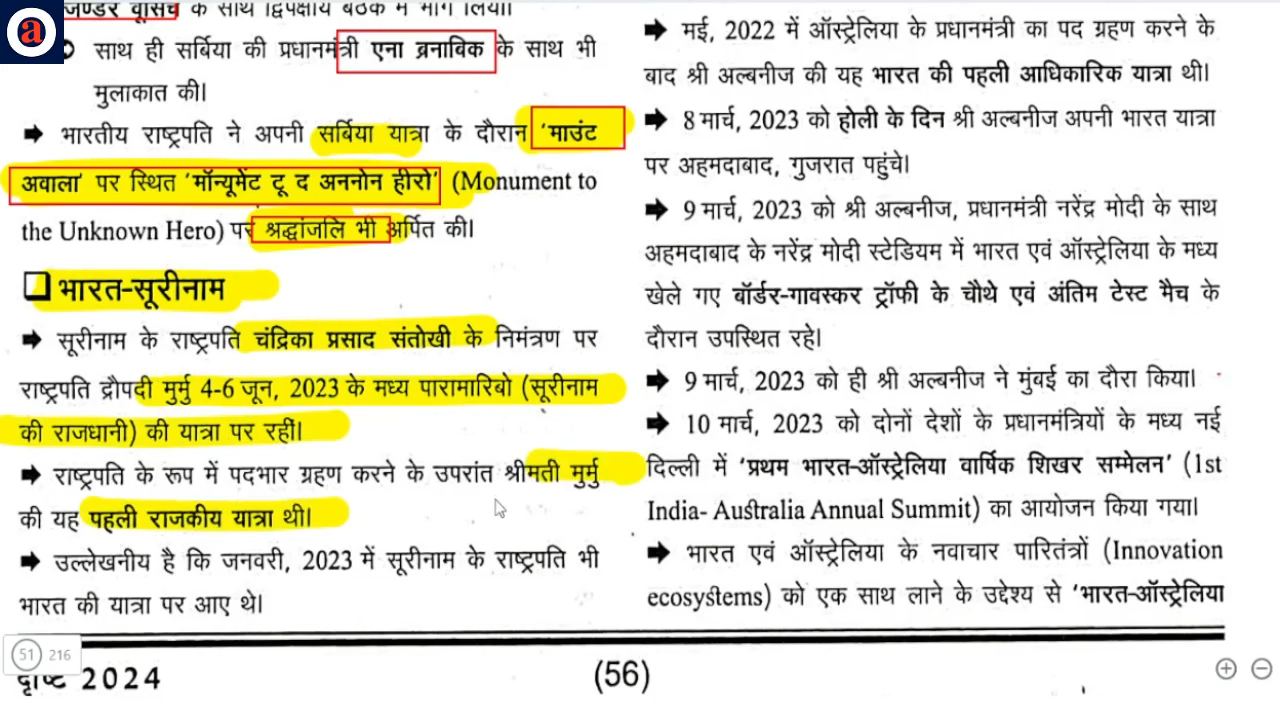 a
जेण्डर वूसिच के साथ द्विपक्षीय बैठक में भाग लिया।
साथ ही सर्बिया की प्रधानमंत्री एना ब्रनाबिक के साथ भी
मुलाकात की।
➡ भारतीय राष्ट्रपति ने अपनी सर्बिया यात्रा के दौरान ‘माउंट
अवाला’ पर स्थित ‘मॉन्यूमेंट टू द अननोन हीरो’ (Monument to
the Unknown Hero) पर श्रद्धांजलि भी अर्पित की।
❑ भारत-सूरीनाम
➡ सूरीनाम के राष्ट्रपति चंद्रिका प्रसाद संतोखी के निमंत्रण पर
राष्ट्रपति द्रौपदी मुर्मु 4-6 जून, 2023 के मध्य पारामारिबो (सूरीनाम
की राजधानी) की यात्रा पर रहीं।
➡ राष्ट्रपति के रूप में पदभार ग्रहण करने के उपरांत श्रीमती मुर्मु
की यह पहली राजकीय यात्रा थी।
➡ उल्लेखनीय है कि जनवरी, 2023 में सूरीनाम के राष्ट्रपति भी
भारत की यात्रा पर आए थे।
➡ मई, 2022 में ऑस्ट्रेलिया के प्रधानमंत्री का पद ग्रहण करने के
बाद श्री अल्बनीज की यह भारत की पहली आधिकारिक यात्रा थी।
➡ 8 मार्च, 2023 को होली के दिन श्री अल्बनीज अपनी भारत यात्रा
पर अहमदाबाद, गुजरात पहुंचे।
➡ 9 मार्च, 2023 को श्री अल्बनीज, प्रधानमंत्री नरेंद्र मोदी के साथ
अहमदाबाद के नरेंद्र मोदी स्टेडियम में भारत एवं ऑस्ट्रेलिया के मध्य
खेले गए बॉर्डर-गावस्कर ट्रॉफी के चौथे एवं अंतिम टेस्ट मैच के
दौरान उपस्थित रहे।
➡ 9 मार्च, 2023 को ही श्री अल्बनीज ने मुंबई का दौरा किया।
➡ 10 मार्च, 2023 को दोनों देशों के प्रधानमंत्रियों के मध्य नई
दिल्ली में ‘प्रथम भारत-ऑस्ट्रेलिया वार्षिक शिखर सम्मेलन’ (1st
India- Australia Annual Summit) का आयोजन किया गया।
➡ भारत एवं ऑस्ट्रेलिया के नवाचार पारितंत्रों (Innovation
ecosystems) को एक साथ लाने के उद्देश्य से ‘भारत-ऑस्ट्रेलिया
51 216
दृष्टि 2024
(56)